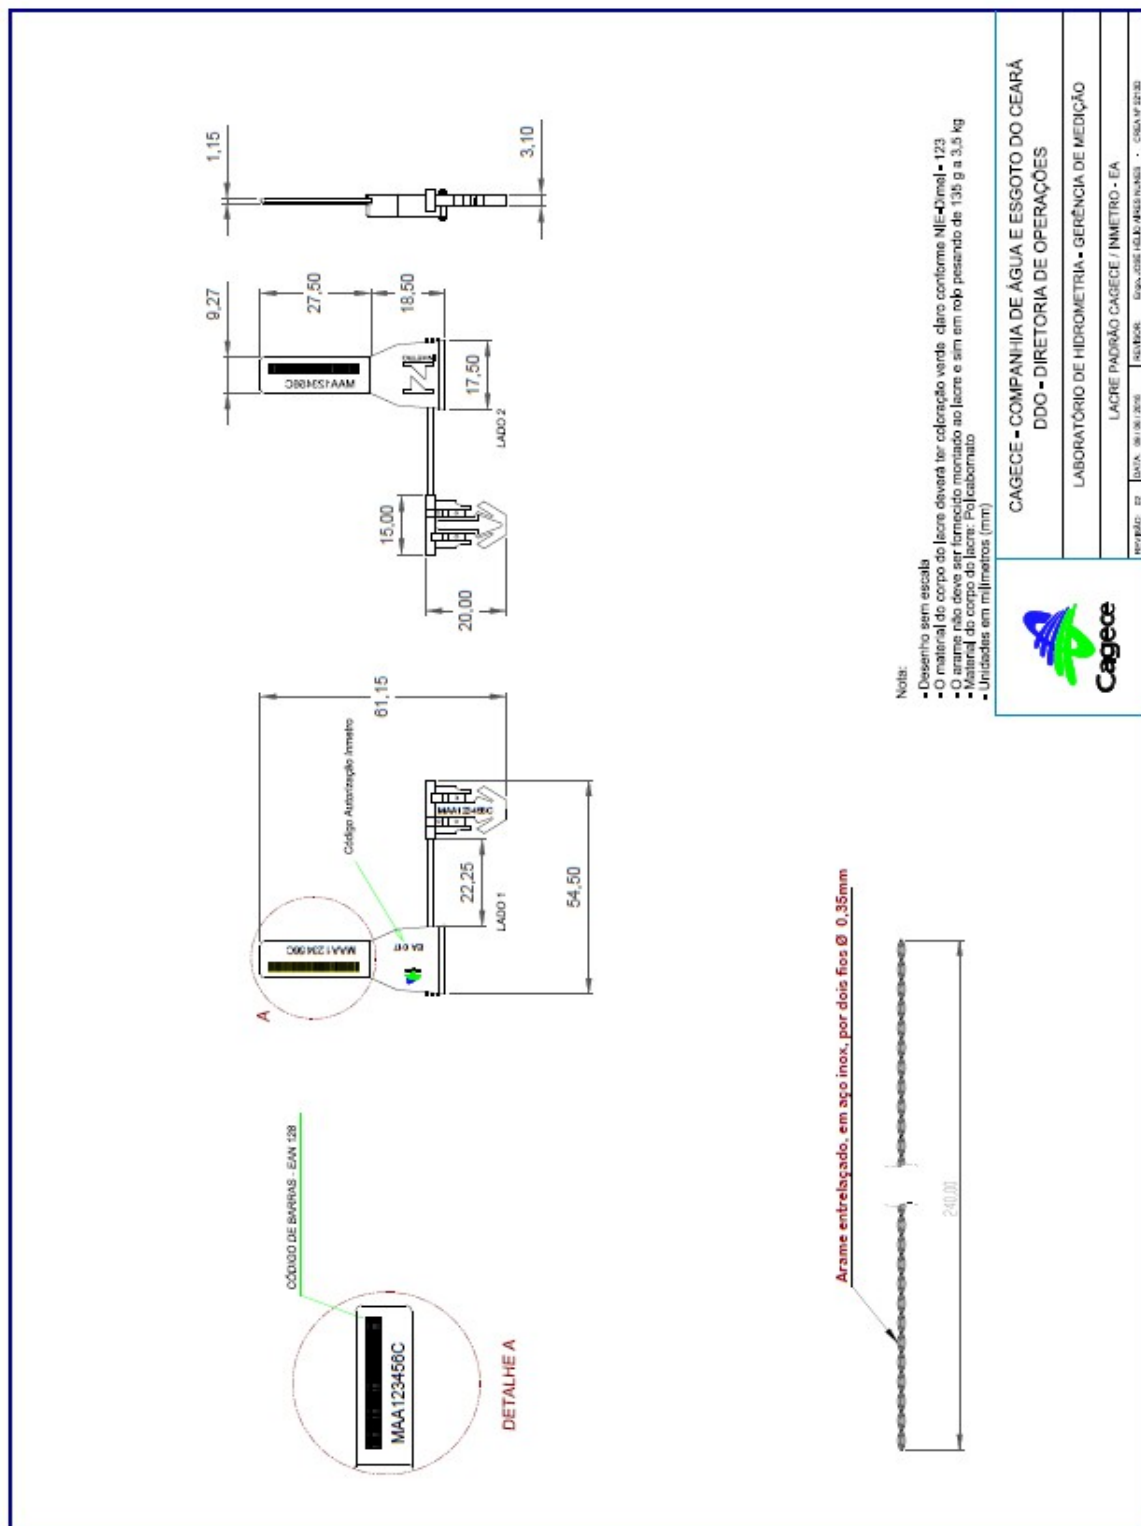 CÓDIGO DE BARRAS - EAN 128
MAA123456C
DETALHE A
A
MAA123456C
Código Autorização Inmetro
61,15
22,25
54,50
LADO 1
MAA123456C
20,00
15,00
LADO 2
MAA123456C
9,27
27,50
18,50
17,50
1,15
3,10
Arame entrelaçado, em aço inox, por dois fios Ø 0,35mm
240,00
Nota:
- Desenho sem escala
- O material do corpo do lacre deverá ter coloração verde claro conforme NIE-Dimel - 123
- O arame não deve ser fornecido montado ao lacre e sim em rolo pesando de 135 g a 3,5 kg
- Material do corpo do lacre: Policabornato
- Unidades em milímetros (mm)
Cagece
CAGECE - COMPANHIA DE ÁGUA E ESGOTO DO CEARÁ
DDO - DIRETORIA DE OPERAÇÕES
LABORATÓRIO DE HIDROMETRIA - GERÊNCIA DE MEDIÇÃO
LACRE PADRÃO CAGECE / INMETRO - EA